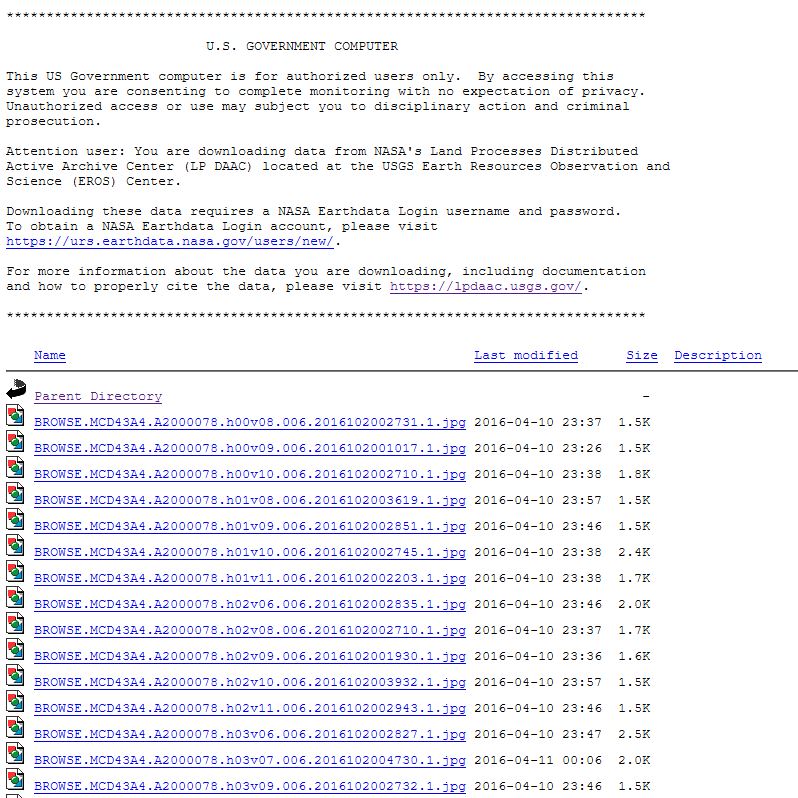 ********************************************************************************
U.S. GOVERNMENT COMPUTER
This US Government computer is for authorized users only.  By accessing this
system you are consenting to complete monitoring with no expectation of privacy.
Unauthorized access or use may subject you to disciplinary action and criminal
prosecution.
Attention user: You are downloading data from NASA's Land Processes Distributed
Active Archive Center (LP DAAC) located at the USGS Earth Resources Observation and
Science (EROS) Center.
Downloading these data requires a NASA Earthdata Login username and password.
To obtain a NASA Earthdata Login account, please visit
https://urs.earthdata.nasa.gov/users/new/.
For more information about the data you are downloading, including documentation
and how to properly cite the data, please visit https://lpdaac.usgs.gov/.
********************************************************************************
Name Last modified Size Description
Parent Directory -
BROWSE.MCD43A4.A2000078.h00v08.006.2016102002731.1.jpg 2016-04-10 23:37 1.5K
BROWSE.MCD43A4.A2000078.h00v09.006.2016102001017.1.jpg 2016-04-10 23:26 1.5K
BROWSE.MCD43A4.A2000078.h00v10.006.2016102002710.1.jpg 2016-04-10 23:38 1.8K
BROWSE.MCD43A4.A2000078.h01v08.006.2016102003619.1.jpg 2016-04-10 23:57 1.5K
BROWSE.MCD43A4.A2000078.h01v09.006.2016102002851.1.jpg 2016-04-10 23:46 1.5K
BROWSE.MCD43A4.A2000078.h01v10.006.2016102002745.1.jpg 2016-04-10 23:38 2.4K
BROWSE.MCD43A4.A2000078.h01v11.006.2016102002203.1.jpg 2016-04-10 23:38 1.7K
BROWSE.MCD43A4.A2000078.h02v06.006.2016102002835.1.jpg 2016-04-10 23:46 2.0K
BROWSE.MCD43A4.A2000078.h02v08.006.2016102002710.1.jpg 2016-04-10 23:37 1.7K
BROWSE.MCD43A4.A2000078.h02v09.006.2016102001930.1.jpg 2016-04-10 23:36 1.6K
BROWSE.MCD43A4.A2000078.h02v10.006.2016102003932.1.jpg 2016-04-10 23:57 1.5K
BROWSE.MCD43A4.A2000078.h02v11.006.2016102002943.1.jpg 2016-04-10 23:46 1.5K
BROWSE.MCD43A4.A2000078.h03v06.006.2016102002827.1.jpg 2016-04-10 23:47 2.5K
BROWSE.MCD43A4.A2000078.h03v07.006.2016102004730.1.jpg 2016-04-11 00:06 2.0K
BROWSE.MCD43A4.A2000078.h03v09.006.2016102002732.1.jpg 2016-04-10 23:46 1.5K